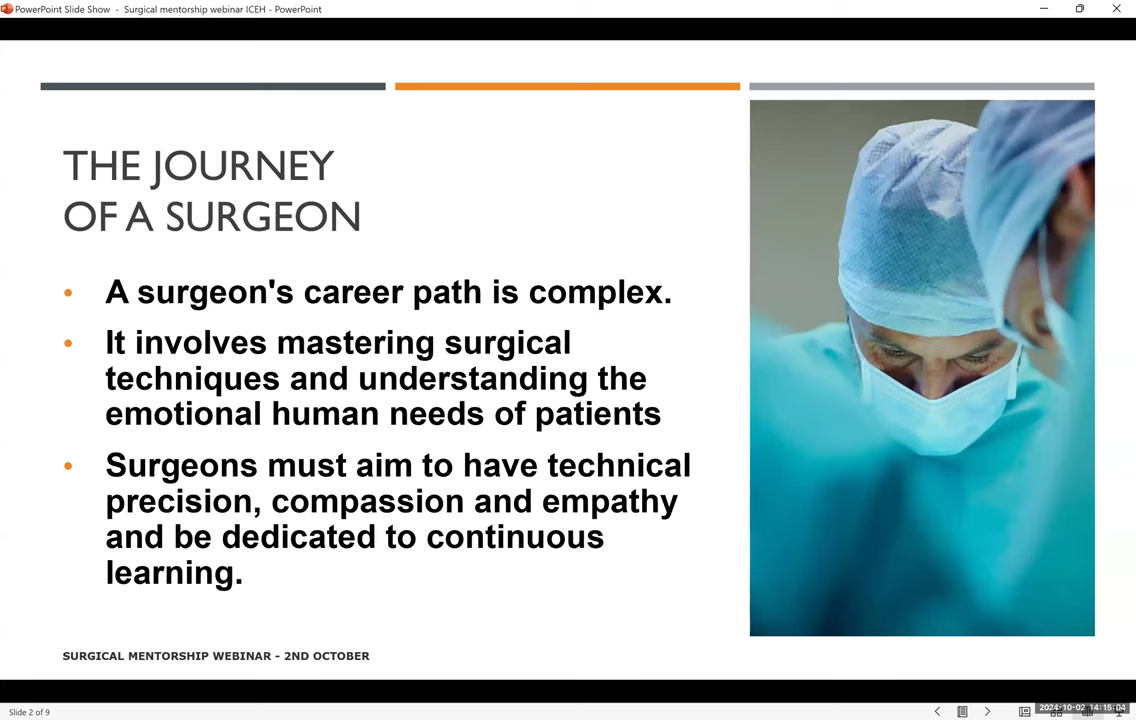 PowerPoint Slide Show - Surgical mentorship webinar ICEH - PowerPoint
THE JOURNEY
OF A SURGEON
• A surgeon's career path is complex.
• It involves mastering surgical
techniques and understanding the
emotional human needs of patients
• Surgeons must aim to have technical
precision, compassion and empathy
and be dedicated to continuous
learning.
SURGICAL MENTORSHIP WEBINAR - 2ND OCTOBER
Slide 2 of 9
2024-10-02 14:15:04